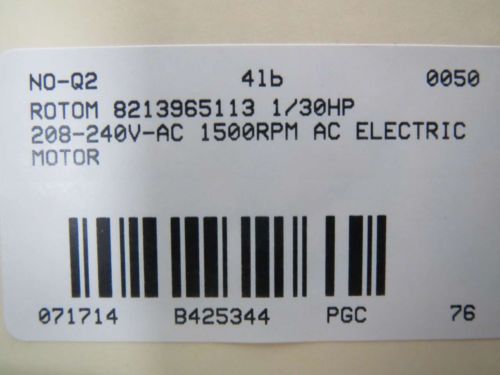 NO-Q2 4lb 0050
ROTOM 8213965113 1/30HP
208-240V-AC 1500RPM AC ELECTRIC
MOTOR
071714 B425344 PGC 76